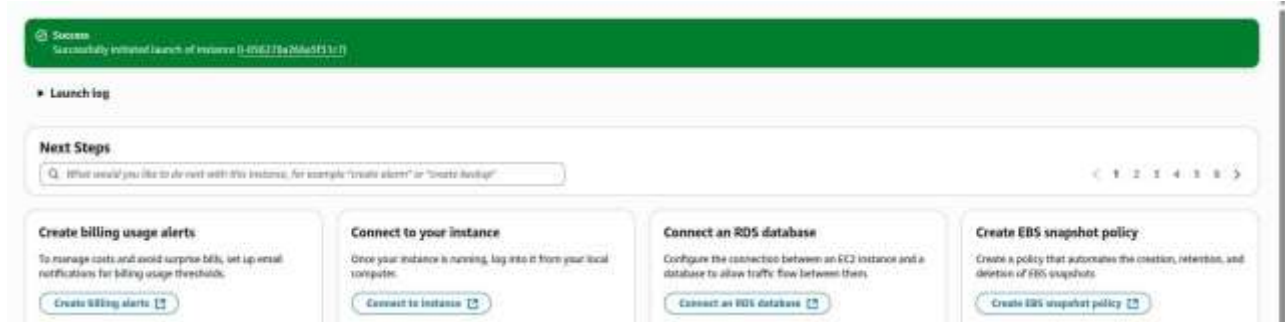 Success
Successfully initiated launch of instance
Launch log
Next Steps
What would you like to do next with this instance, for example "create alarm" or "create backup"
1 2 3 4 5 6
Create billing usage alerts
To manage costs and avoid surprise bills, set up email
notifications for billing usage thresholds.
Create billing alerts
Connect to your instance
Once your instance is running, log into it from your local
computer.
Connect to instance
Connect an RDS database
Configure the connection between an EC2 instance and a
database to allow traffic flow between them.
Connect an RDS database
Create EBS snapshot policy
Create a policy that automates the creation, retention, and
deletion of EBS snapshots
Create EBS snapshot policy